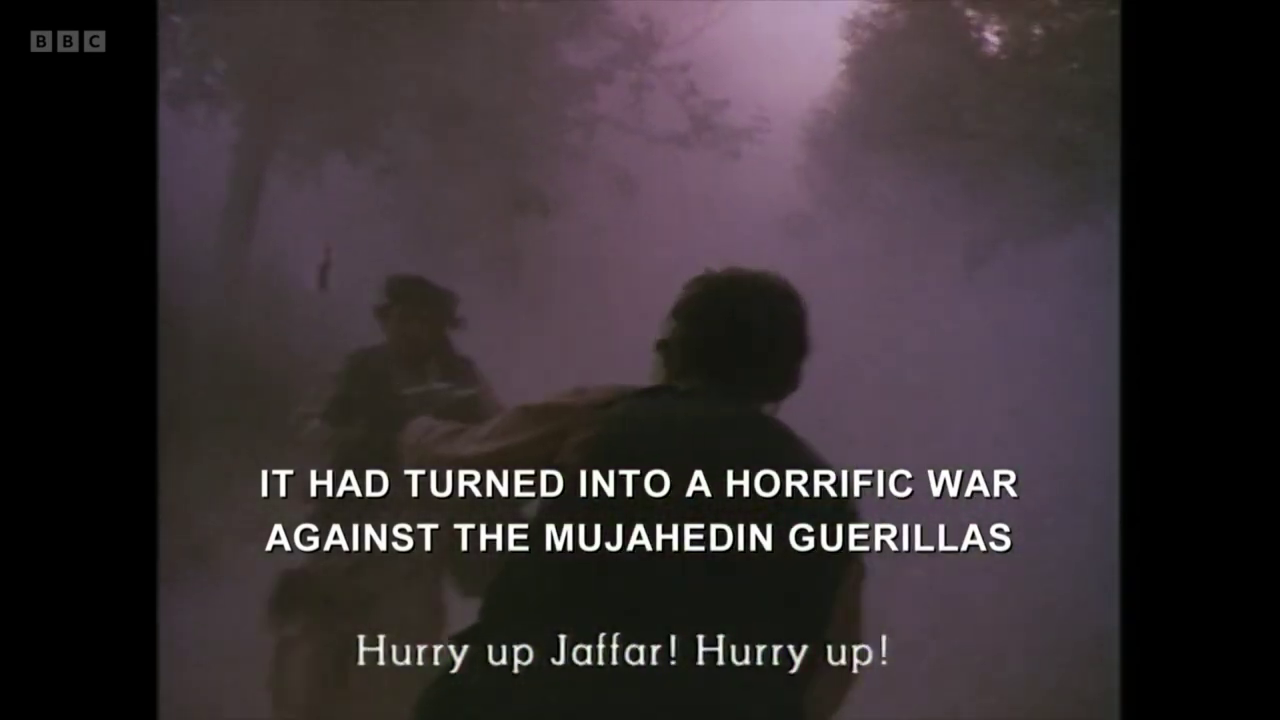 BBC
IT HAD TURNED INTO A HORRIFIC WAR
AGAINST THE MUJAHEDIN GUERILLAS
Hurry up Jaffar! Hurry up!